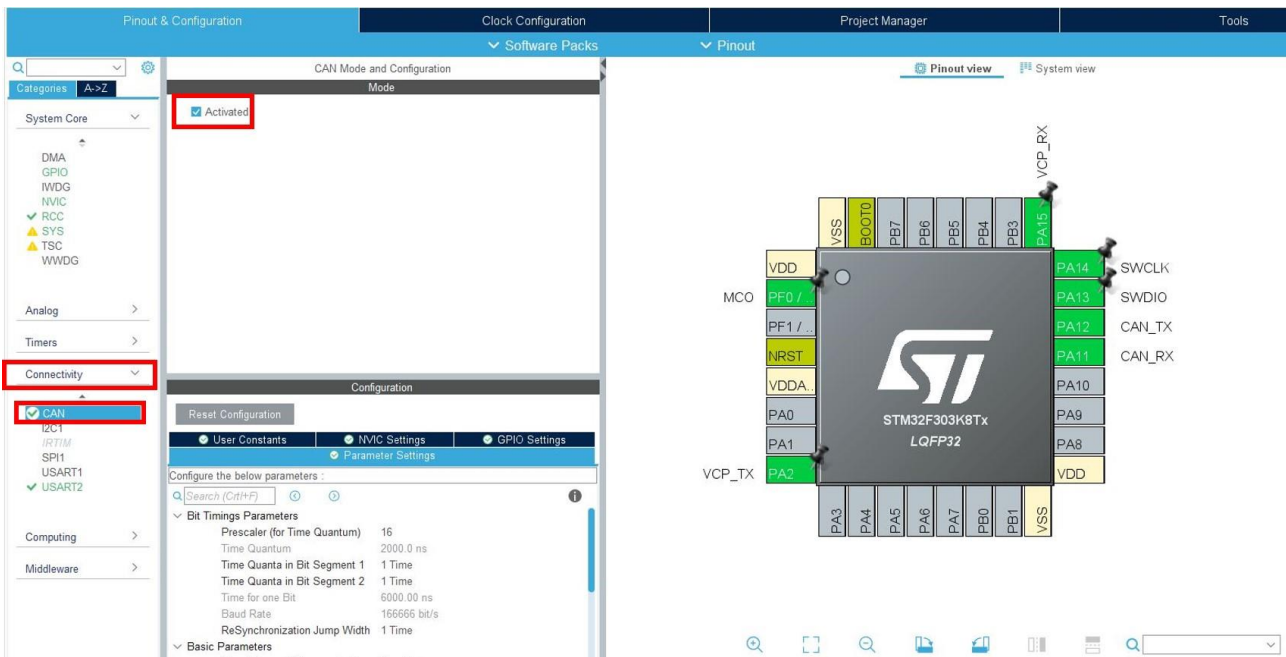 Pinout & Configuration
Clock Configuration
Project Manager
Tools
Software Packs
Pinout
Categories
A->Z
System Core
DMA
GPIO
IWDG
NVIC
RCC
SYS
TSC
WWDG
Analog
Timers
Connectivity
CAN
I2C1
IRTIM
SPI1
USART1
USART2
Computing
Middleware
CAN Mode and Configuration
Mode
Activated
Configuration
Reset Configuration
User Constants
NVIC Settings
GPIO Settings
Parameter Settings
Configure the below parameters :
Search (Crtl+F)
Bit Timings Parameters
Prescaler (for Time Quantum) 16
Time Quantum 2000.0 ns
Time Quanta in Bit Segment 1 1 Time
Time Quanta in Bit Segment 2 1 Time
Time for one Bit 6000.00 ns
Baud Rate 166666 bit/s
ReSynchronization Jump Width 1 Time
Basic Parameters
Pinout view
System view
VCP_RX
VSS
BOOT0
PB7
PB6
PB5
PB4
PB3
PA15
VDD
MCO PF0 / ..
PF1 / ..
NRST
VDDA..
PA0
PA1
VCP_TX PA2
STM32F303K8Tx
LQFP32
PA14 SWCLK
PA13 SWDIO
PA12 CAN_TX
PA11 CAN_RX
PA10
PA9
PA8
VDD
PA3
PA4
PA5
PA6
PA7
PB0
PB1
VSS